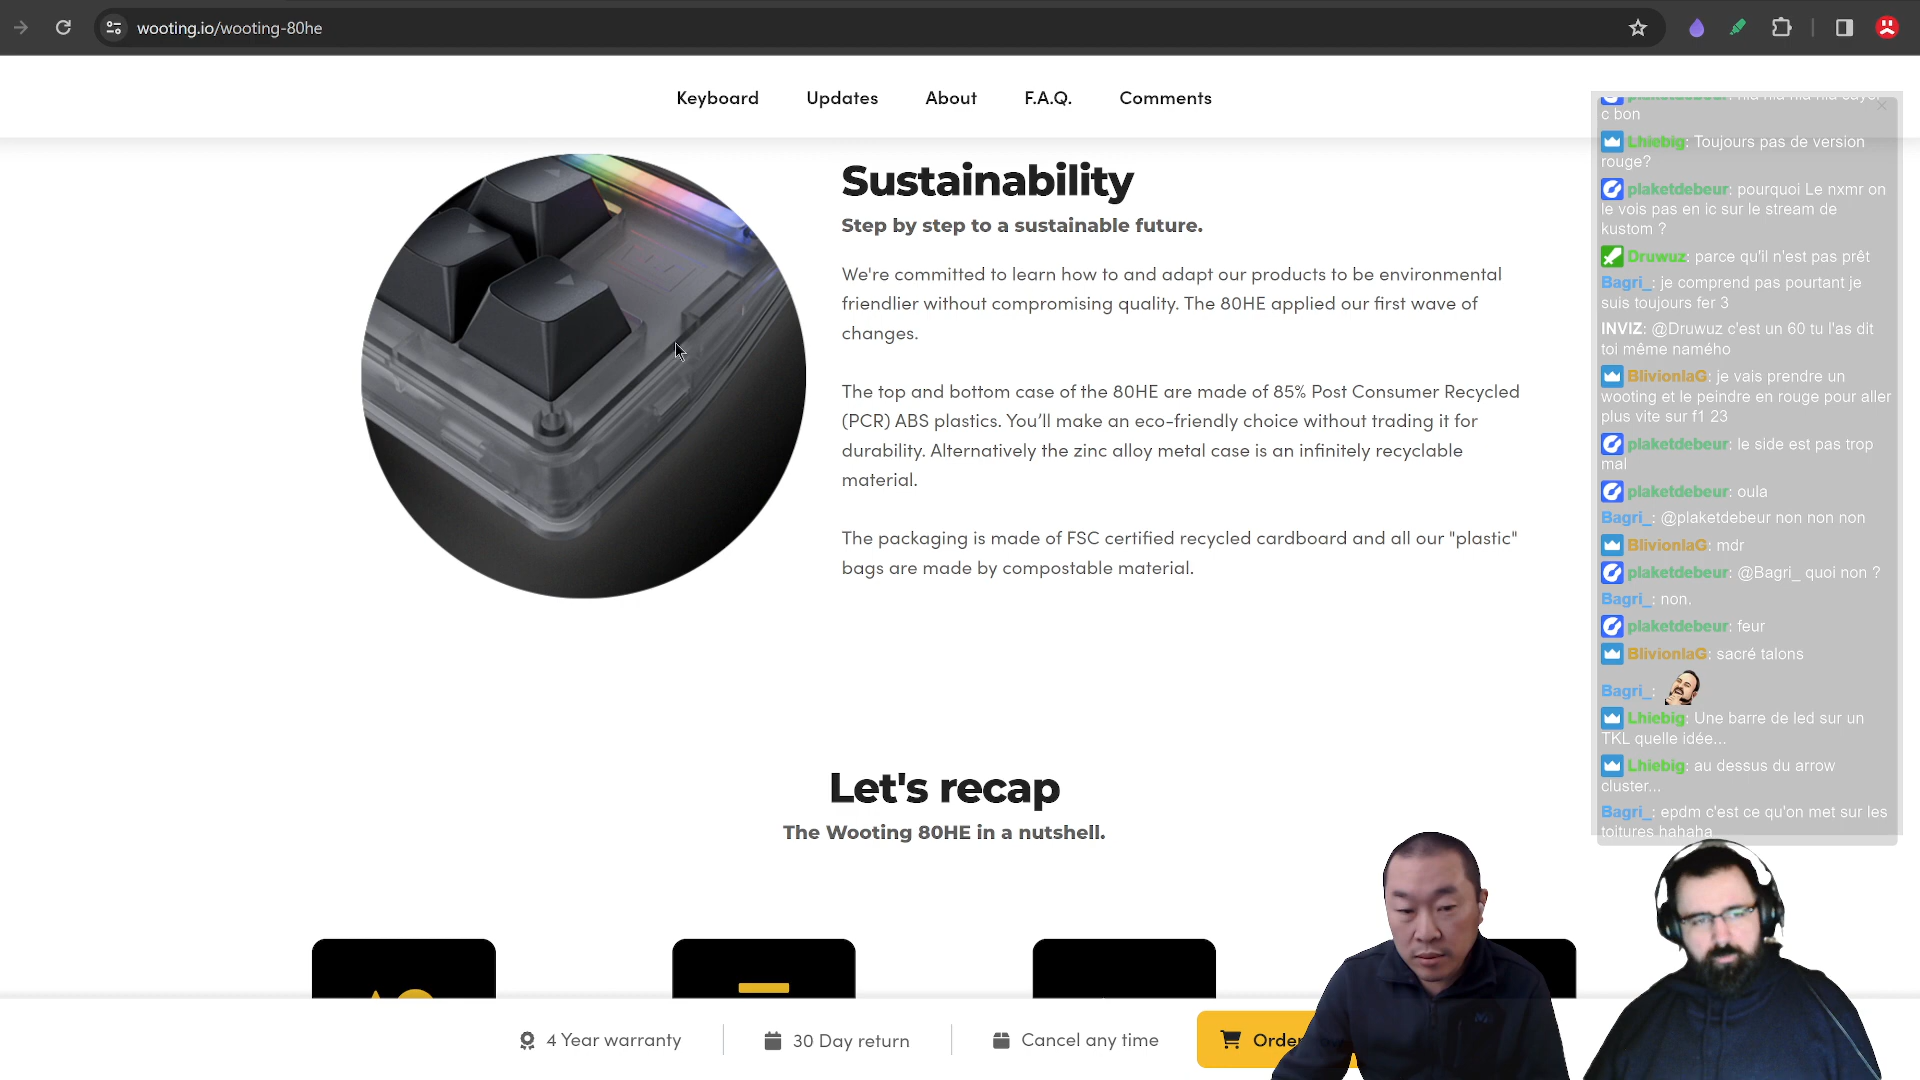 wooting.io/wooting-80he
Keyboard
Updates
About
F.A.Q.
Comments
Sustainability
Step by step to a sustainable future.
We're committed to learn how to and adapt our products to be environmental
friendlier without compromising quality. The 80HE applied our first wave of
changes.
The top and bottom case of the 80HE are made of 85% Post Consumer Recycled
(PCR) ABS plastics. You’ll make an eco-friendly choice without trading it for
durability. Alternatively the zinc alloy metal case is an infinitely recyclable
material.
The packaging is made of FSC certified recycled cardboard and all our "plastic"
bags are made by compostable material.
Let's recap
The Wooting 80HE in a nutshell.
4 Year warranty
30 Day return
Cancel any time
Order
c bon
Lhiebig: Toujours pas de version
rouge?
plaketdebeur: pourquoi Le nxmr on
le vois pas en ic sur le stream de
kustom ?
Druwuz: parce qu'il n'est pas prêt
Bagri_: je comprend pas pourtant je
suis toujours fer 3
INVIZ: @Druwuz c'est un 60 tu l'as dit
toi même namého
BlivionlaG: je vais prendre un
wooting et le peindre en rouge pour aller
plus vite sur f1 23
plaketdebeur: le side est pas trop
mal
plaketdebeur: oula
Bagri_: @plaketdebeur non non non
BlivionlaG: mdr
plaketdebeur: @Bagri_ quoi non ?
Bagri_: non.
plaketdebeur: feur
BlivionlaG: sacré talons
Bagri_:
Lhiebig: Une barre de led sur un
TKL quelle idée...
Lhiebig: au dessus du arrow
cluster...
Bagri_: epdm c'est ce qu'on met sur les
toitures hahaha